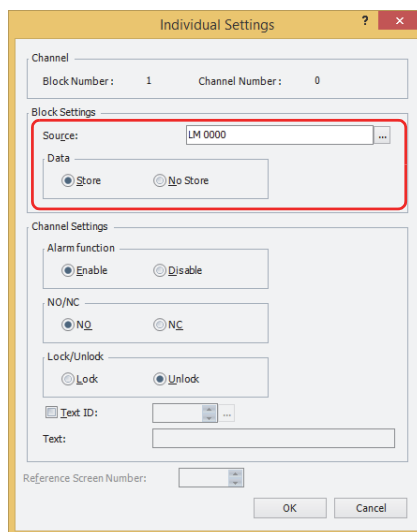 Individual Settings ? ×
Channel
Block Number : 1 Channel Number : 0
Block Settings
Source: LM 0000 ...
Data
Store No Store
Channel Settings
Alarm function
Enable Disable
NO/NC
NO NC
Lock/Unlock
Lock Unlock
Text ID: ...
Text:
Reference Screen Number:
OK Cancel